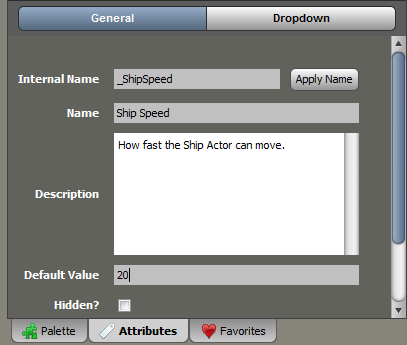 General Dropdown
Internal Name _ShipSpeed Apply Name
Name Ship Speed
How fast the Ship Actor can move.
Description
Default Value 20
Hidden?
Palette Attributes Favorites